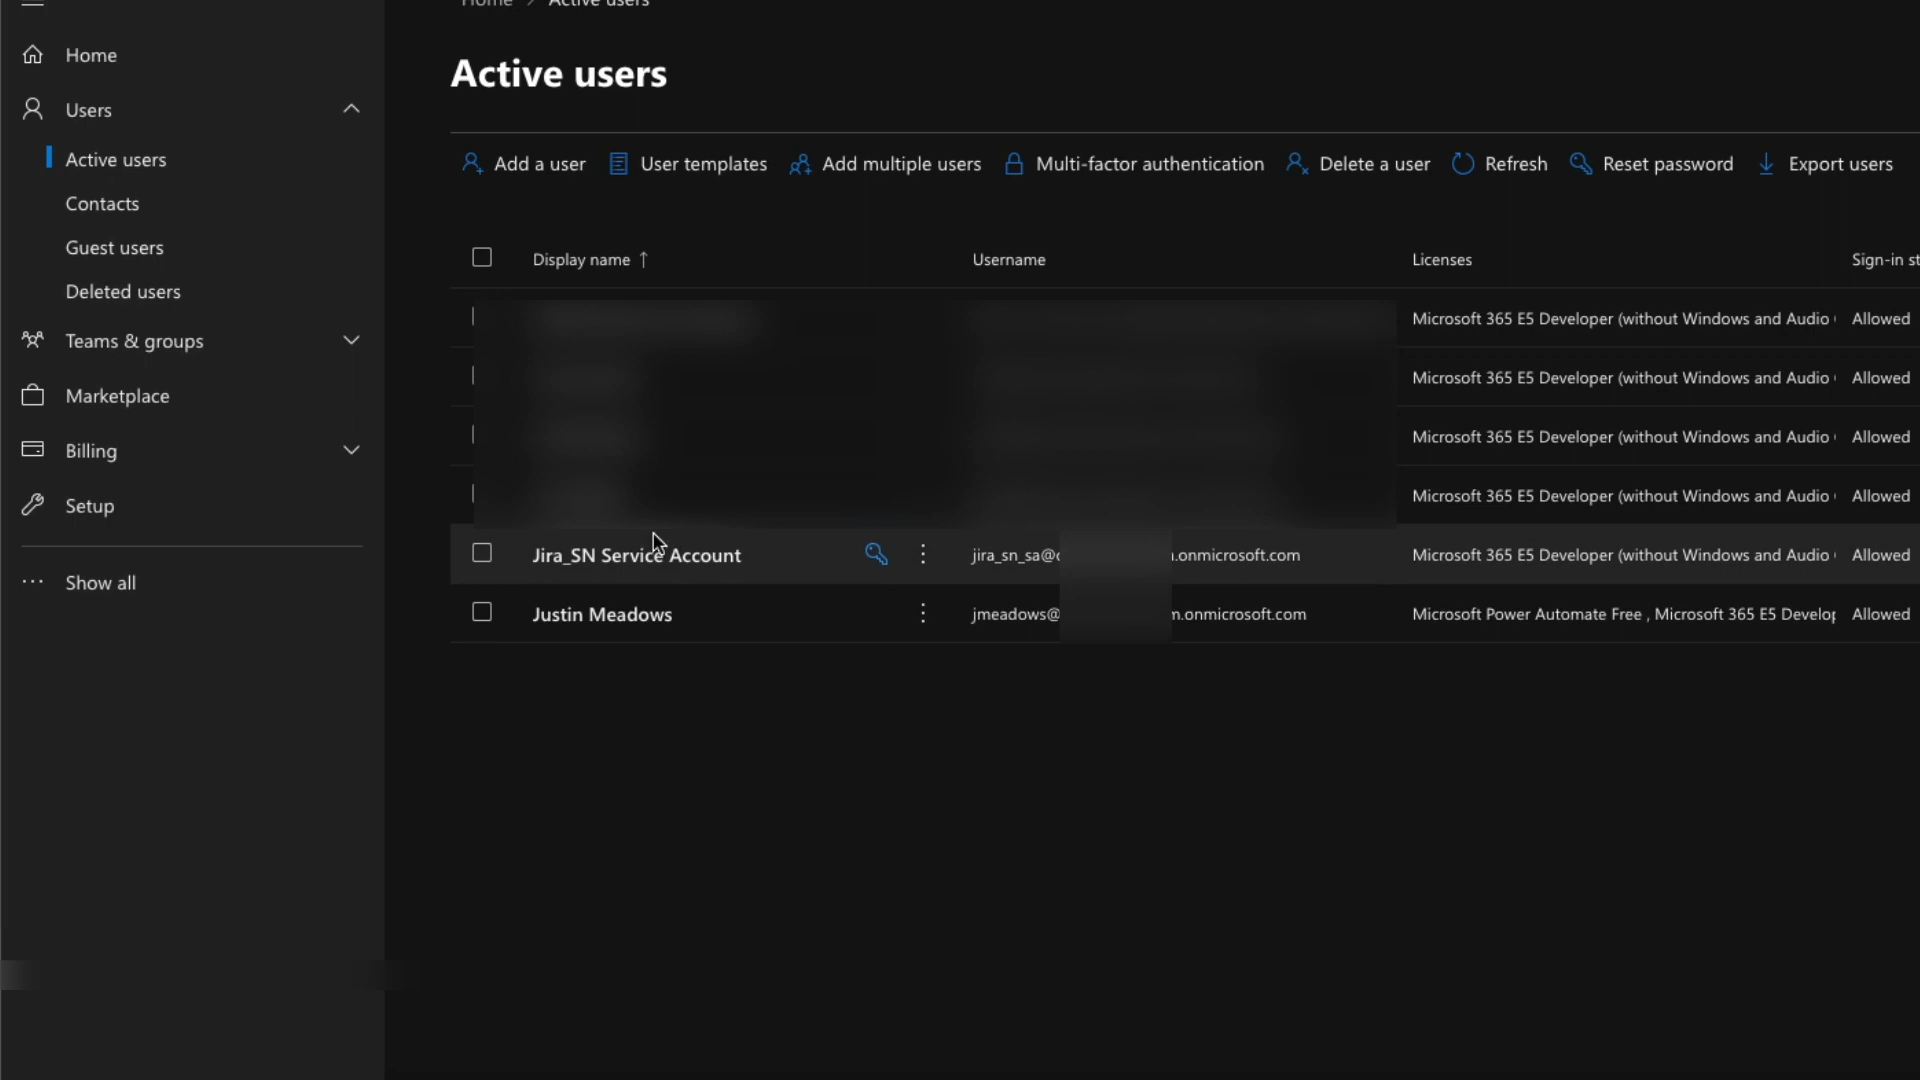 Home > Active users
Home
Users
Active users
Contacts
Guest users
Deleted users
Teams & groups
Marketplace
Billing
Setup
Show all
Active users
Add a user User templates Add multiple users Multi-factor authentication Delete a user Refresh Reset password Export users
Display name ↑ Username Licenses Sign-in st
Microsoft 365 E5 Developer (without Windows and Audio Allowed
Microsoft 365 E5 Developer (without Windows and Audio Allowed
Microsoft 365 E5 Developer (without Windows and Audio Allowed
Microsoft 365 E5 Developer (without Windows and Audio Allowed
Jira_SN Service Account jira_sn_sa@ .onmicrosoft.com Microsoft 365 E5 Developer (without Windows and Audio Allowed
Justin Meadows jmeadows@ .onmicrosoft.com Microsoft Power Automate Free , Microsoft 365 E5 Develop Allowed